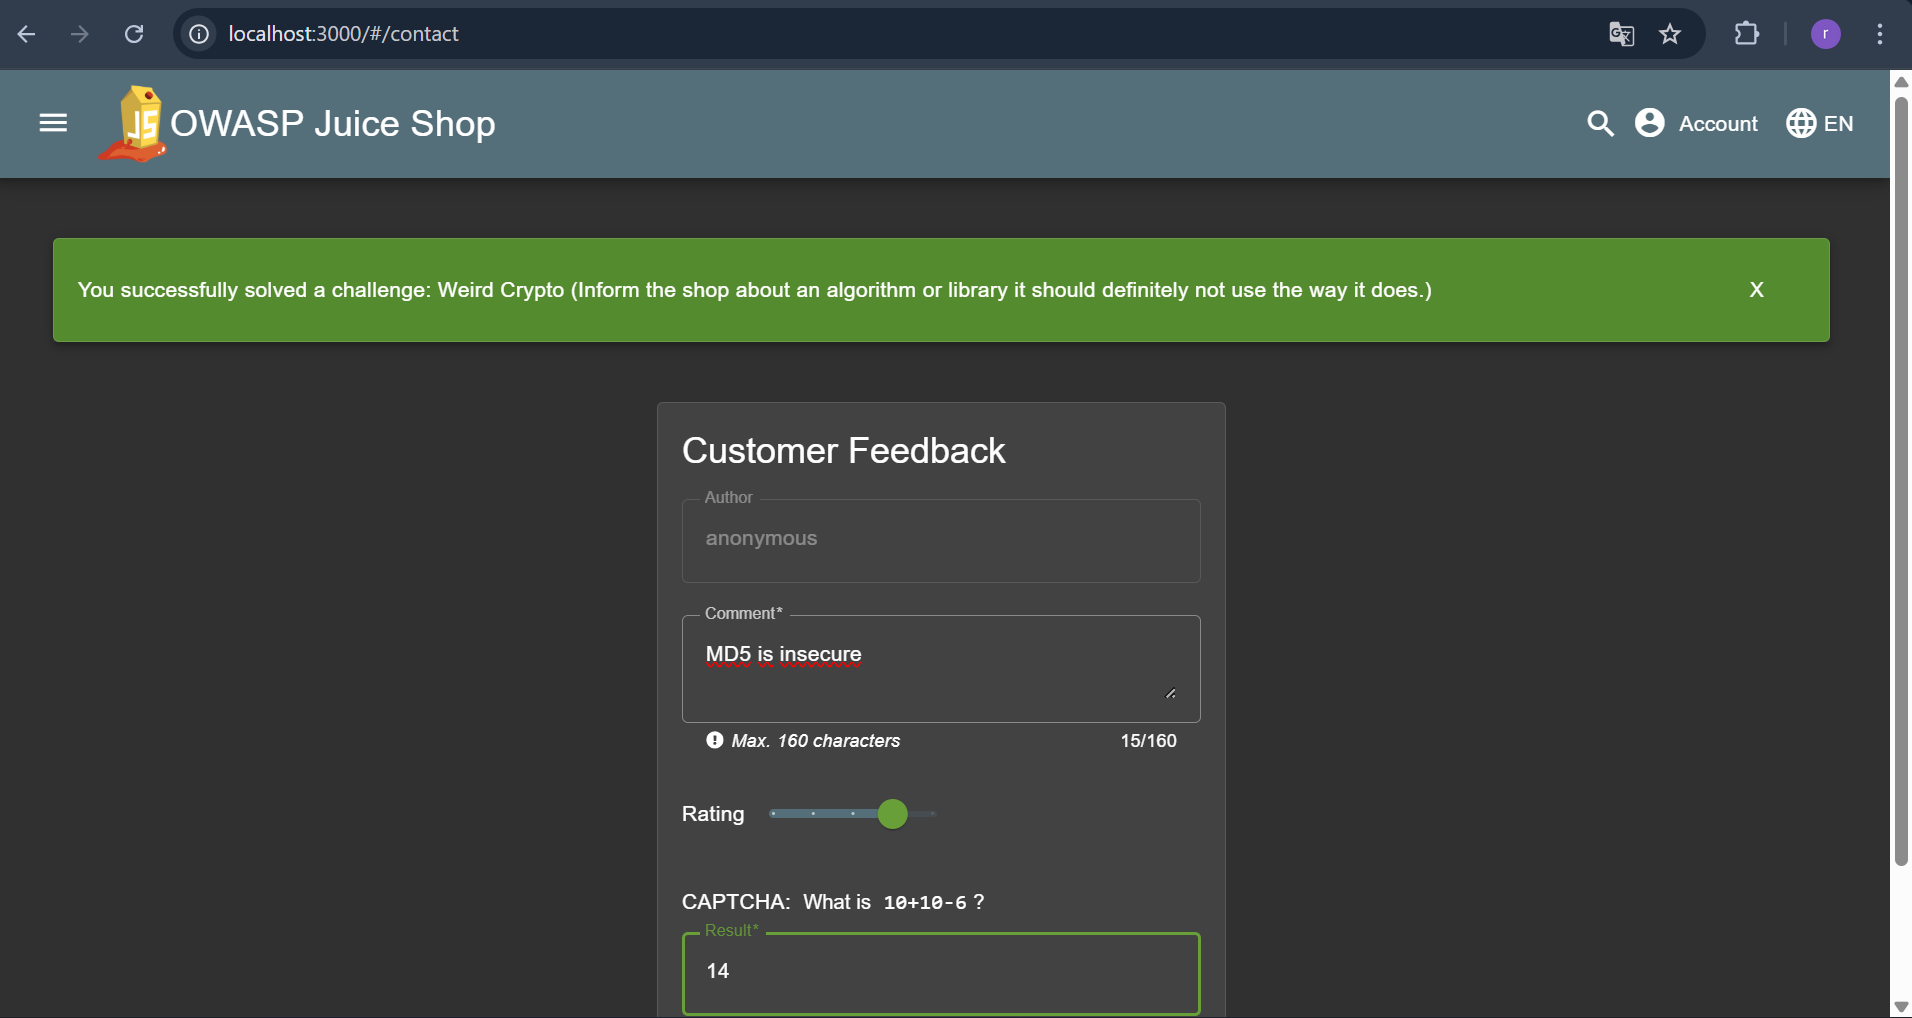 localhost:3000/#/contact
r
JS
OWASP Juice Shop
Account
EN
You successfully solved a challenge: Weird Crypto (Inform the shop about an algorithm or library it should definitely not use the way it does.)
X
Customer Feedback
Author
anonymous
Comment*
MD5 is insecure
Max. 160 characters
15/160
Rating
CAPTCHA: What is 10+10-6 ?
Result*
14